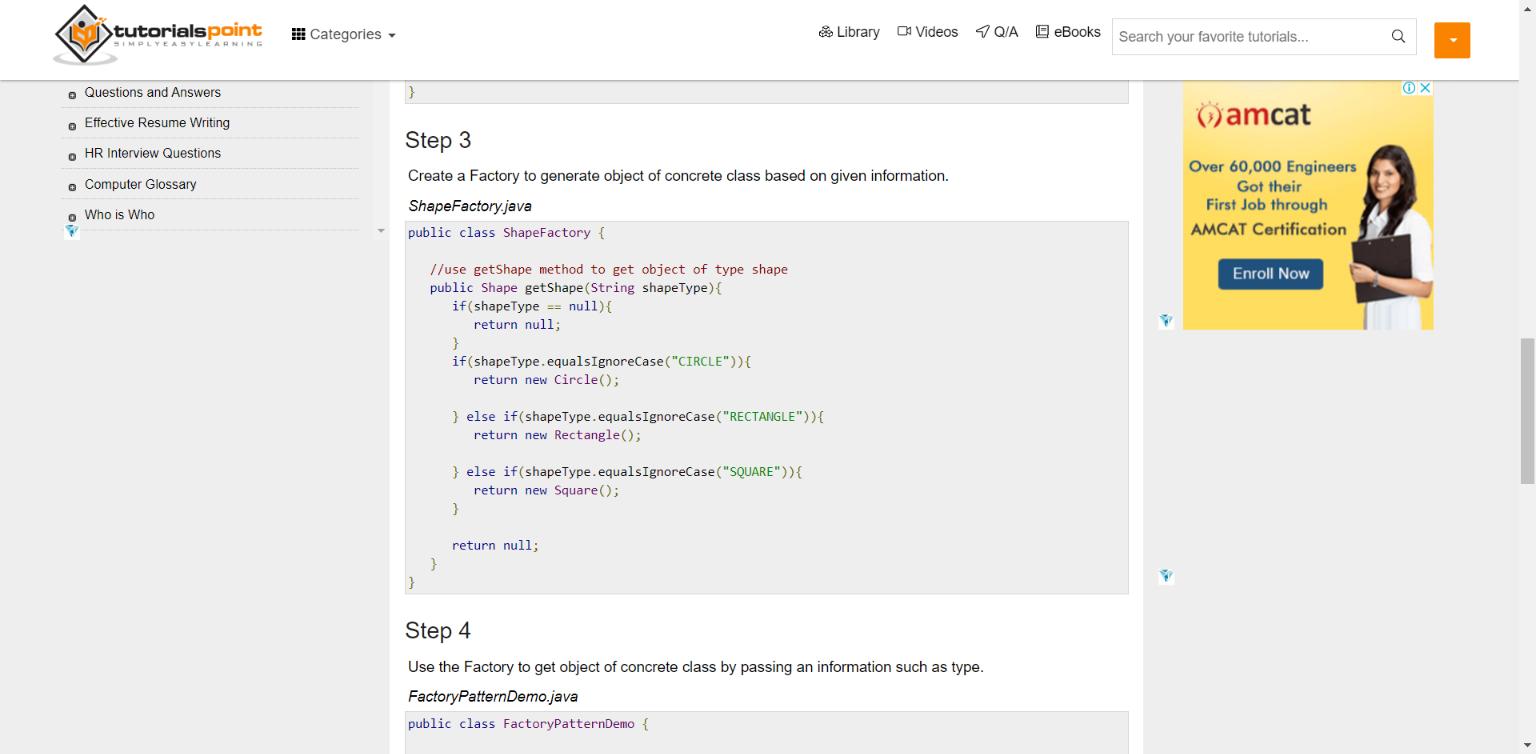 tutorialspoint
SIMPLYEASYLEARNING
Categories
Library
Videos
Q/A
eBooks
Search your favorite tutorials...
Questions and Answers
Effective Resume Writing
HR Interview Questions
Computer Glossary
Who is Who
}
Step 3
Create a Factory to generate object of concrete class based on given information.
ShapeFactory.java
public class ShapeFactory {
//use getShape method to get object of type shape
public Shape getShape(String shapeType){
if(shapeType == null){
return null;
}
if(shapeType.equalsIgnoreCase("CIRCLE")){
return new Circle();
} else if(shapeType.equalsIgnoreCase("RECTANGLE")){
return new Rectangle();
} else if(shapeType.equalsIgnoreCase("SQUARE")){
return new Square();
}
return null;
}
}
Step 4
Use the Factory to get object of concrete class by passing an information such as type.
FactoryPatternDemo.java
public class FactoryPatternDemo {
amcat
Over 60,000 Engineers
Got their
First Job through
AMCAT Certification
Enroll Now